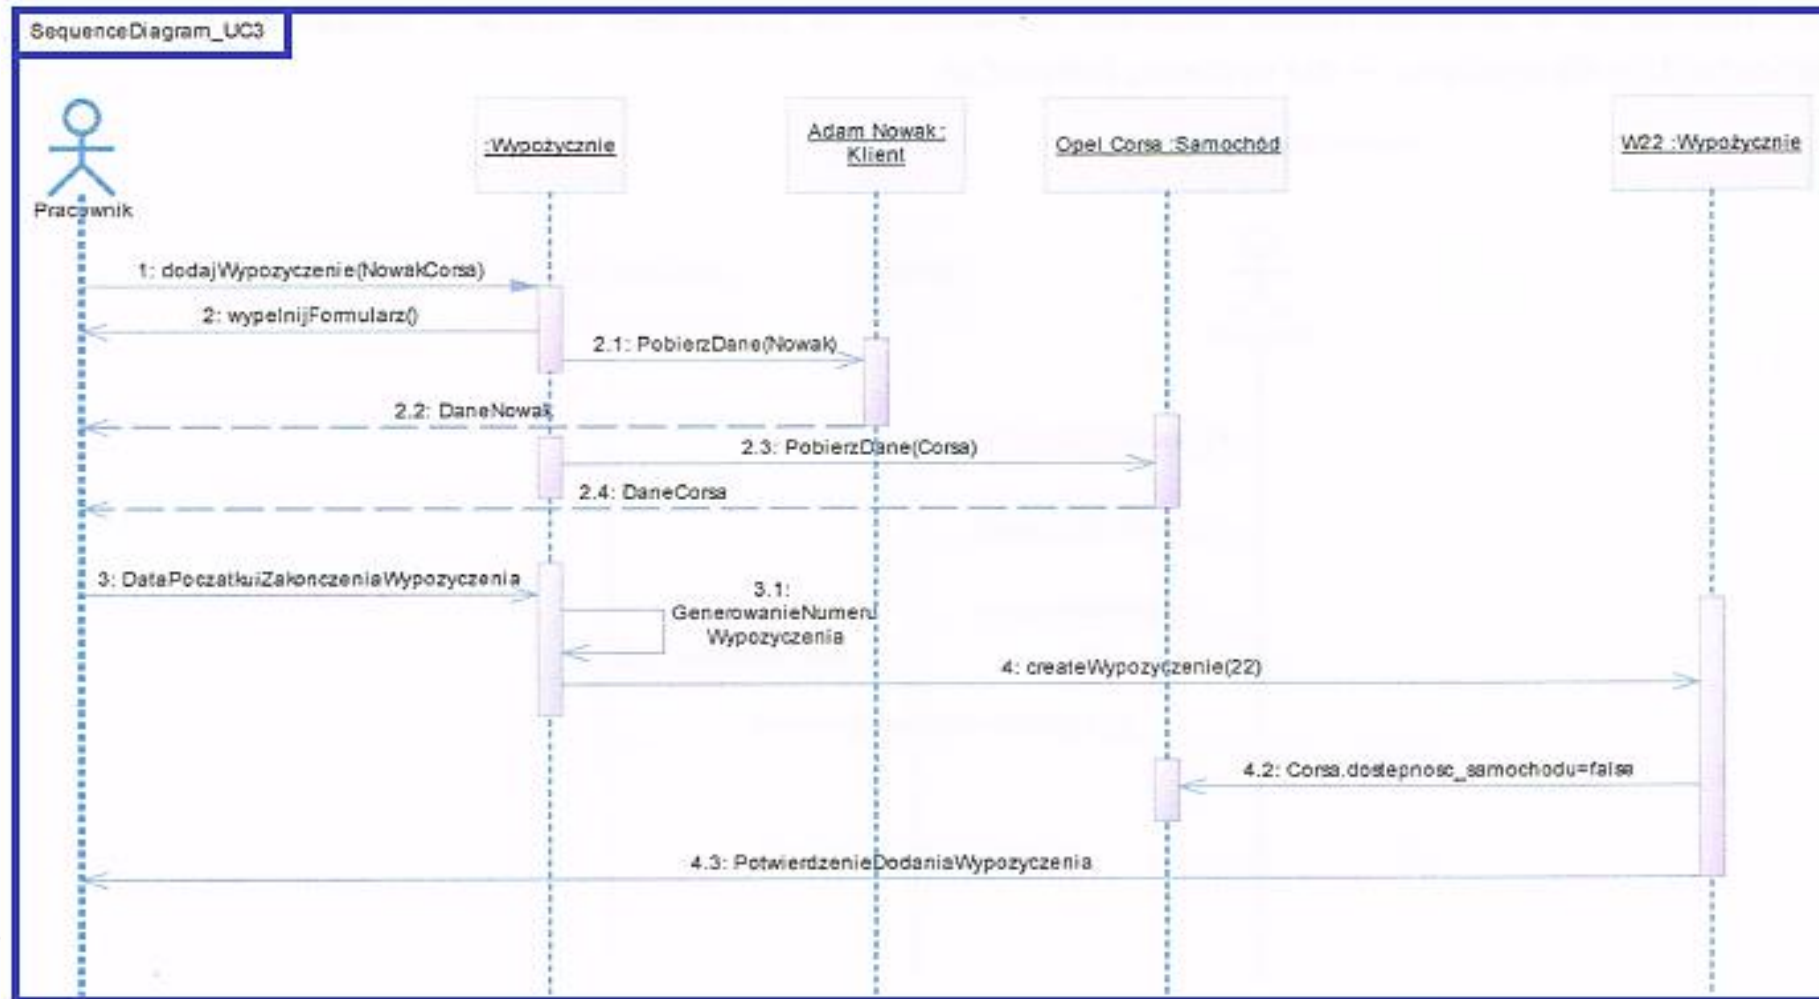 SequenceDiagram_UC3
Pracownik
:Wypożycznie
Adam Nowak :
Klient
Opel Corsa :Samochód
W22 :Wypożycznie
1: dodajWypozyczenie(NowakCorsa)
2: wypelnijFormularz()
2.1: PobierzDane(Nowak)
2.2: DaneNowak
2.3: PobierzDane(Corsa)
2.4: DaneCorsa
3: DataPoczatkuiZakonczeniaWypozyczenia
3.1:
GenerowanieNumeru
Wypozyczenia
4: createWypozyczenie(22)
4.2: Corsa.dostepnosc_samochodu=false
4.3: PotwierdzenieDodaniaWypozyczenia